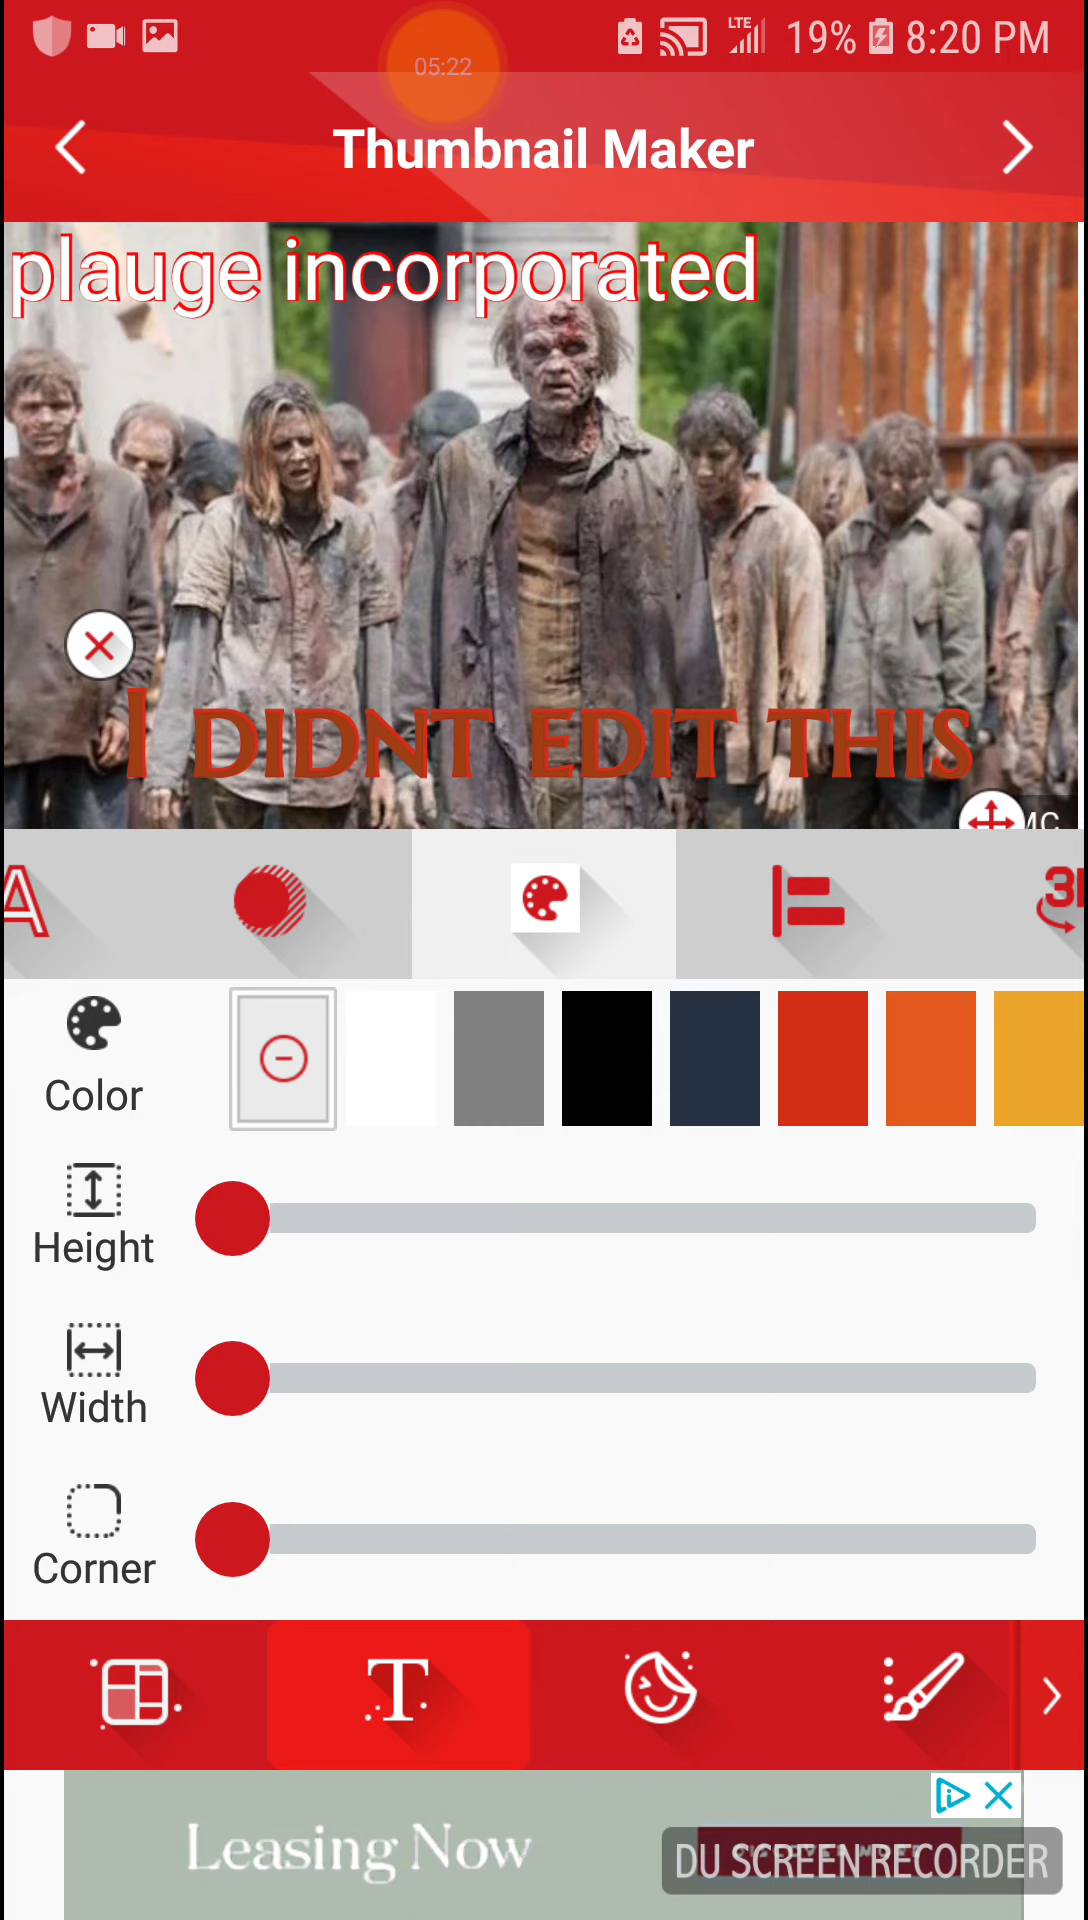 05:22
LTE
19%
8:20 PM
Thumbnail Maker
plauge incorporated
I DIDNT EDIT THIS
A
Color
Height
Width
Corner
T
Leasing Now
DU SCREEN RECORDER